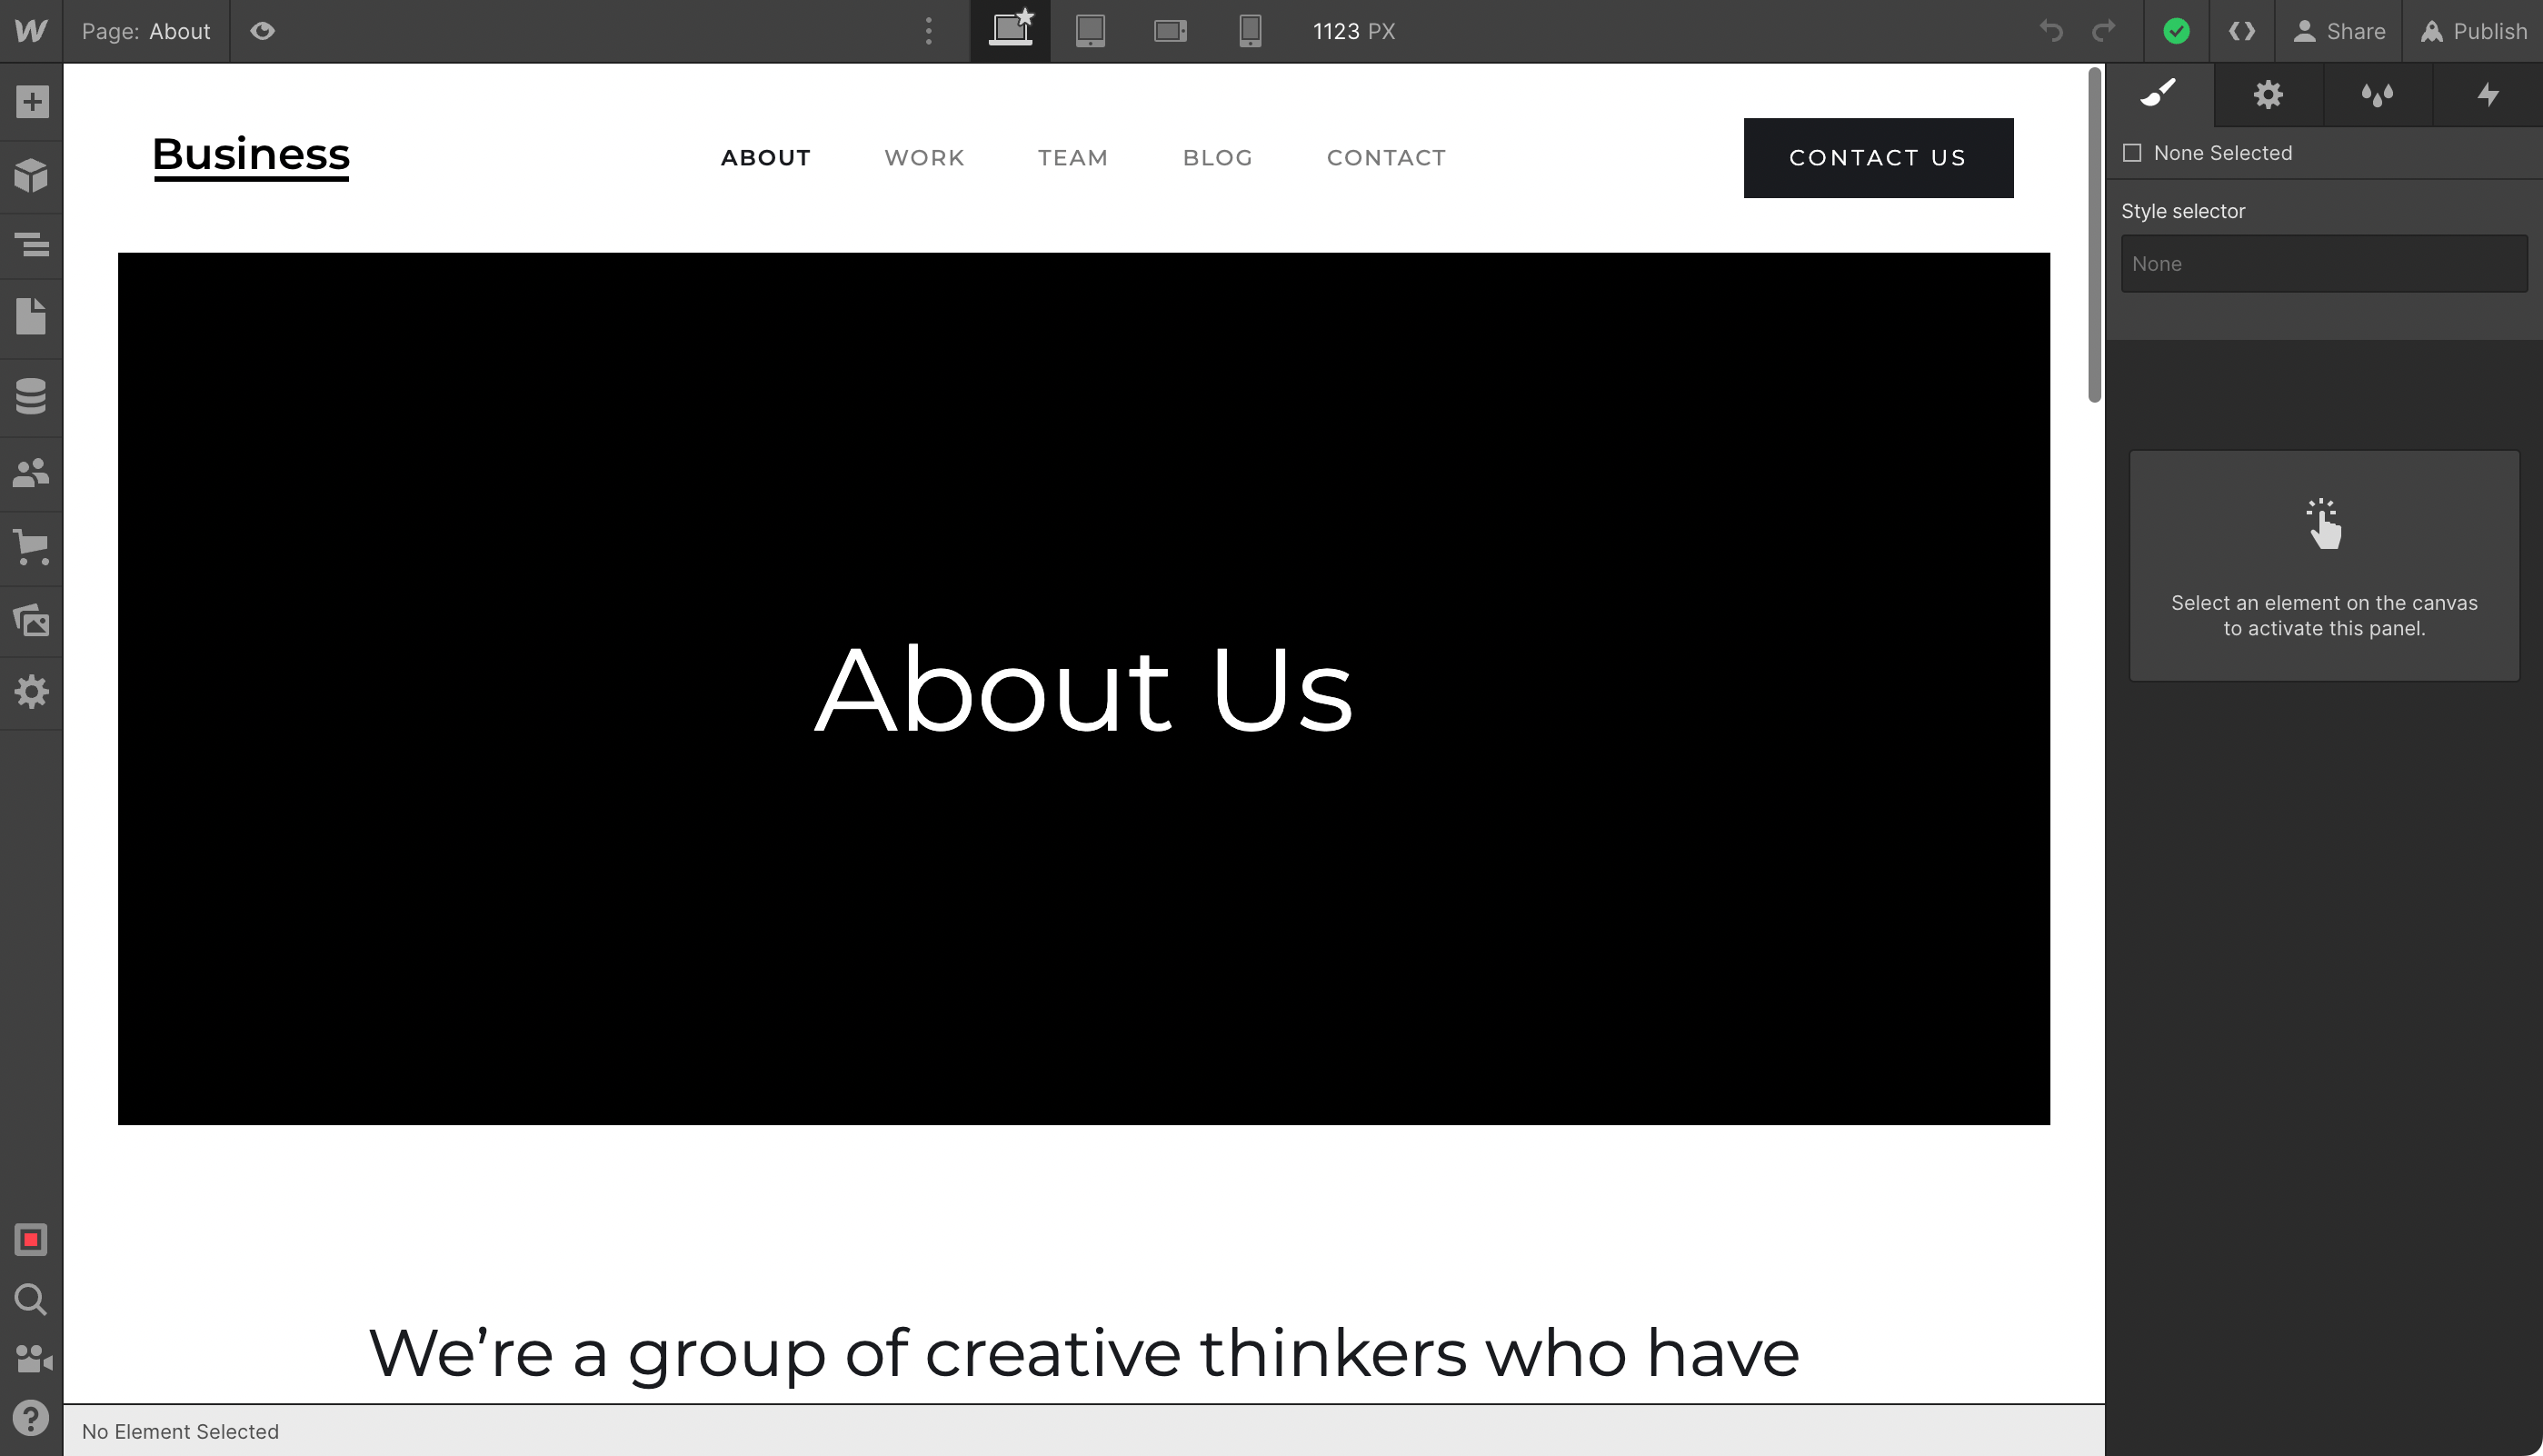 Page: About
1123 PX
Share
Publish
Business
ABOUT WORK TEAM BLOG CONTACT
CONTACT US
None Selected
Style selector
None
Select an element on the canvas
to activate this panel.
About Us
We’re a group of creative thinkers who have
No Element Selected